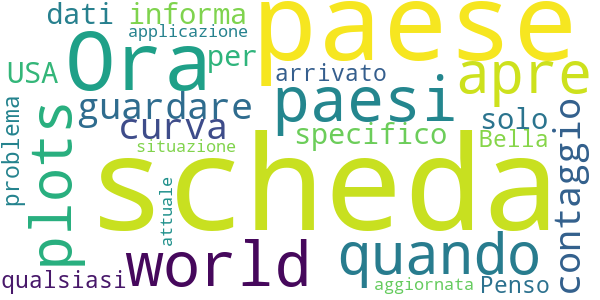 dati informa paese
applicazione
Ora per
USA arrivato apre
guardare paesi
plots curva specifico solo
problema Bella
situazione
scheda contaggio
attuale
world quando
qualsiasi aggiornata Penso